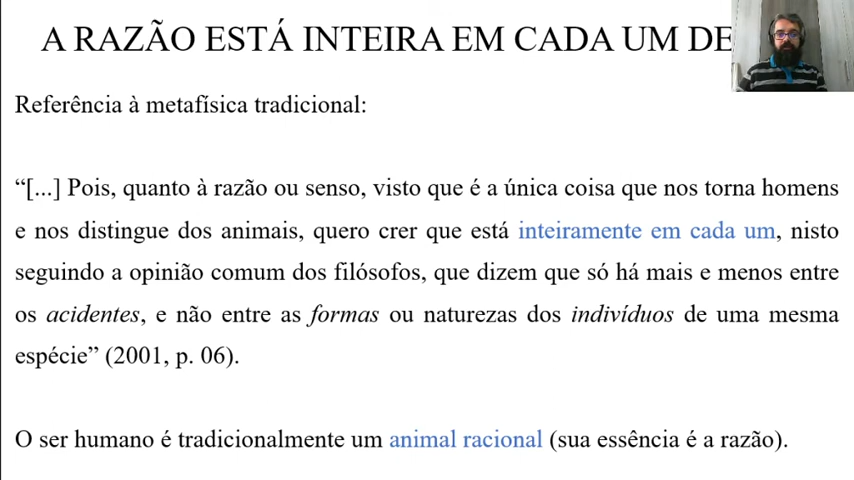 A RAZÃO ESTÁ INTEIRA EM CADA UM DE
Referência à metafísica tradicional:
“[...] Pois, quanto à razão ou senso, visto que é a única coisa que nos torna homens
e nos distingue dos animais, quero crer que está inteiramente em cada um, nisto
seguindo a opinião comum dos filósofos, que dizem que só há mais e menos entre
os acidentes, e não entre as formas ou naturezas dos indivíduos de uma mesma
espécie” (2001, p. 06).
O ser humano é tradicionalmente um animal racional (sua essência é a razão).